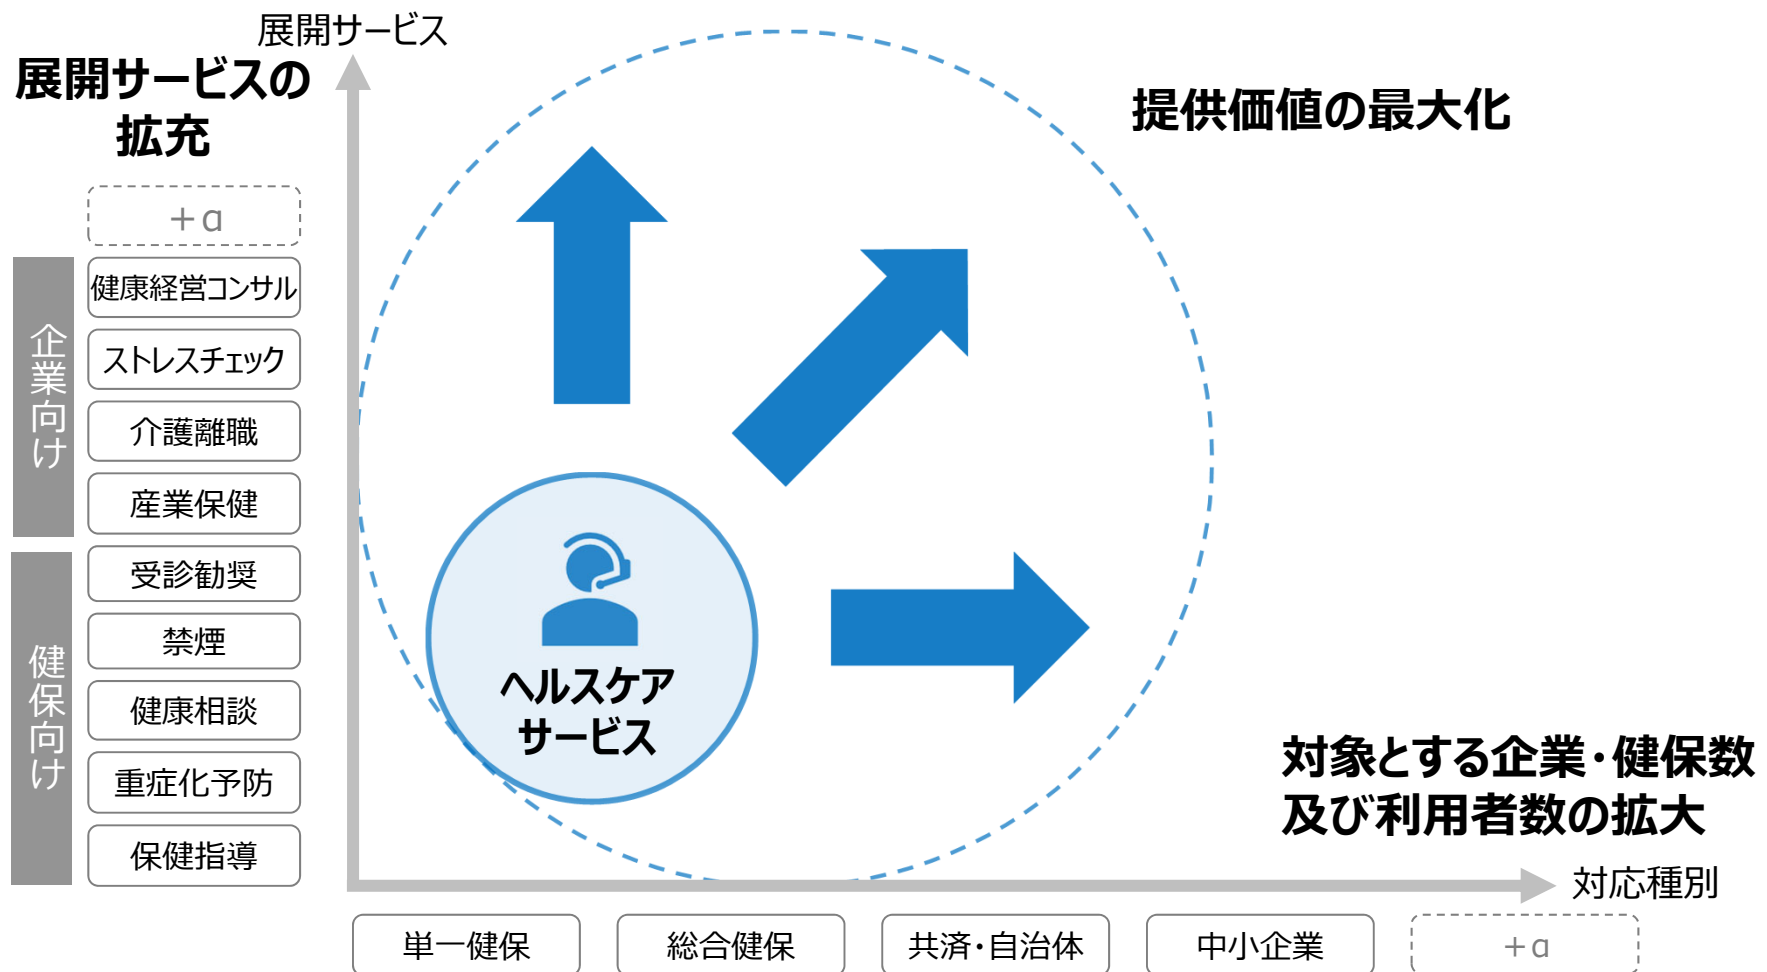 展開サービス
展開サービスの
拡充
提供価値の最大化
+α
企業向け
健康経営コンサル
ストレスチェック
介護離職
産業保健
健保向け
受診勧奨
禁煙
健康相談
重症化予防
保健指導
ヘルスケア
サービス
対象とする企業・健保数
及び利用者数の拡大
対応種別
単一健保
総合健保
共済・自治体
中小企業
+α